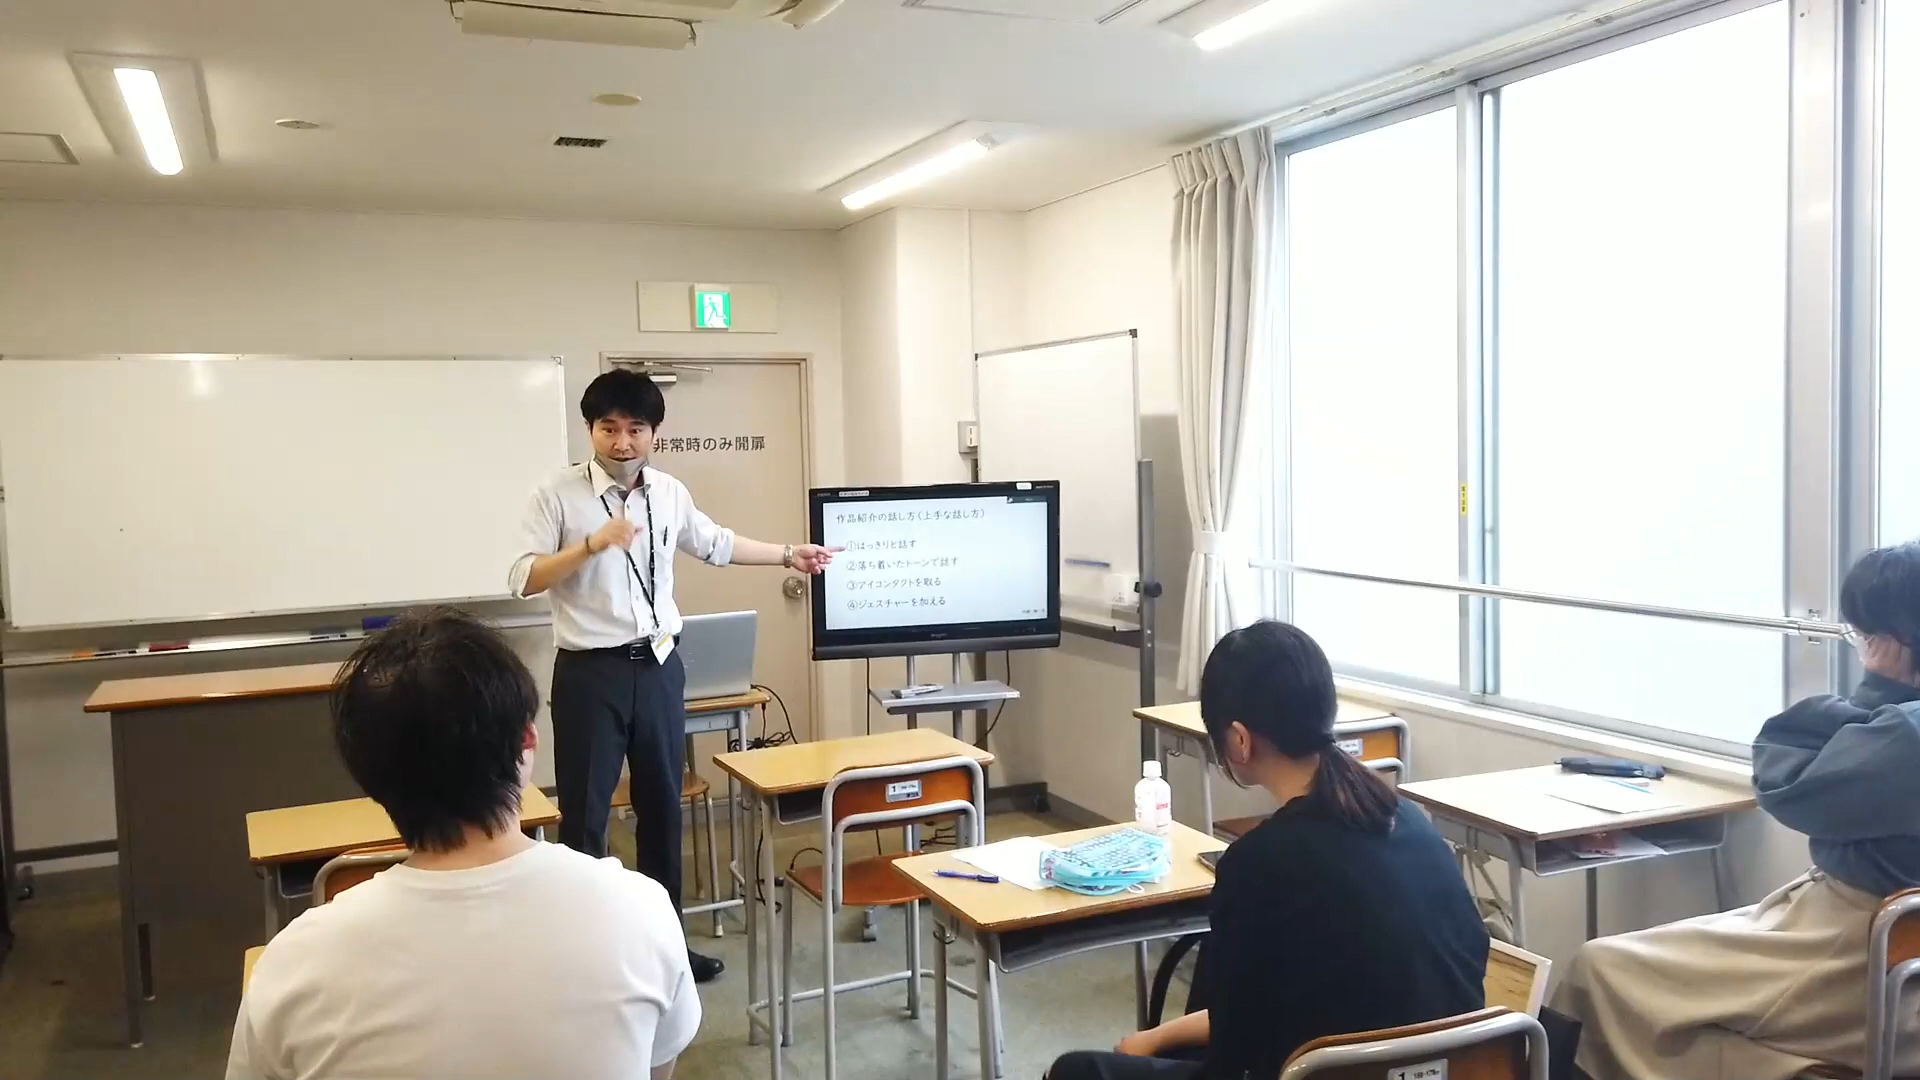 非常時のみ開扉
作品紹介の話し方(上手な話し方)
①はっきりと話す
②落ち着いたトーンで話す
③アイコンタクトを取る
④ジェスチャーを加える
1
1